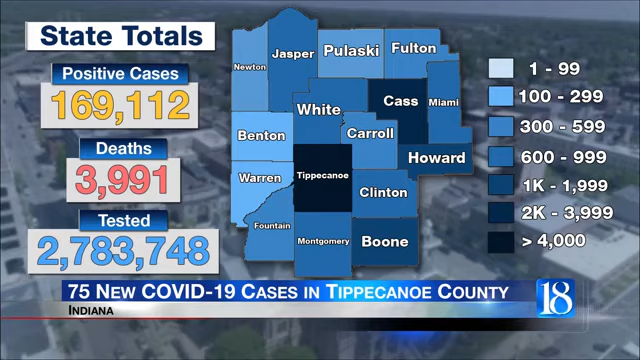 State Totals
Positive Cases
169,112
Deaths
3,991
Tested
2,783,748
Newton
Jasper
Pulaski
Fulton
White
Cass
Miami
Benton
Carroll
Howard
Warren
Tippecanoe
Clinton
Fountain
Montgomery
Boone
1 - 99
100 - 299
300 - 599
600 - 999
1K - 1,999
2K - 3,999
> 4,000
75 NEW COVID-19 CASES IN TIPPECANOE COUNTY
INDIANA
18